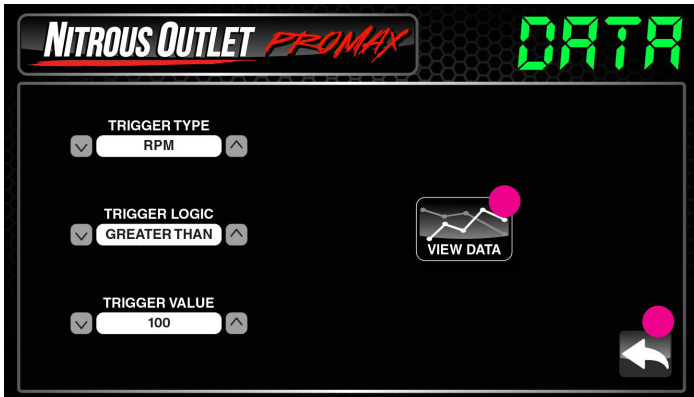 NITROUS OUTLET PROMAX
DATA
TRIGGER TYPE
RPM
TRIGGER LOGIC
GREATER THAN
VIEW DATA
TRIGGER VALUE
100